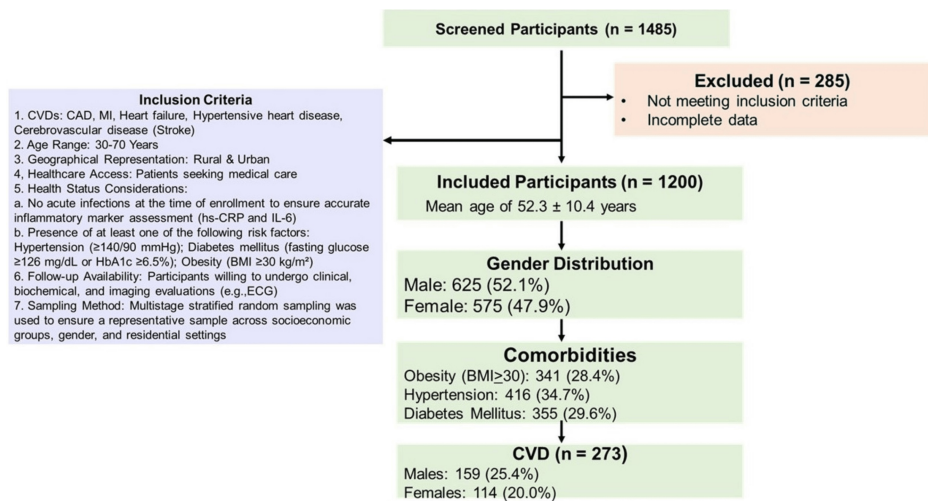 Screened Participants (n = 1485)
Excluded (n = 285)
• Not meeting inclusion criteria
• Incomplete data
Inclusion Criteria
1. CVDs: CAD, MI, Heart failure, Hypertensive heart disease,
Cerebrovascular disease (Stroke)
2. Age Range: 30-70 Years
3. Geographical Representation: Rural & Urban
4, Healthcare Access: Patients seeking medical care
5. Health Status Considerations:
a. No acute infections at the time of enrollment to ensure accurate
inflammatory marker assessment (hs-CRP and IL-6)
b. Presence of at least one of the following risk factors:
Hypertension (≥140/90 mmHg); Diabetes mellitus (fasting glucose
≥126 mg/dL or HbA1c ≥6.5%); Obesity (BMI ≥30 kg/m²)
6. Follow-up Availability: Participants willing to undergo clinical,
biochemical, and imaging evaluations (e.g.,ECG)
7. Sampling Method: Multistage stratified random sampling was
used to ensure a representative sample across socioeconomic
groups, gender, and residential settings
Included Participants (n = 1200)
Mean age of 52.3 ± 10.4 years
Gender Distribution
Male: 625 (52.1%)
Female: 575 (47.9%)
Comorbidities
Obesity (BMI≥30): 341 (28.4%)
Hypertension: 416 (34.7%)
Diabetes Mellitus: 355 (29.6%)
CVD (n = 273)
Males: 159 (25.4%)
Females: 114 (20.0%)